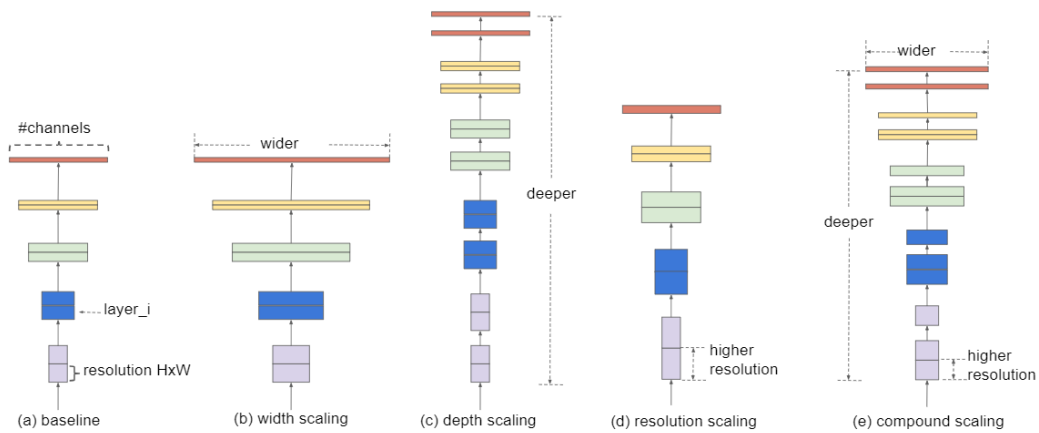 #channels
layer_i
resolution HxW
(a) baseline
wider
(b) width scaling
deeper
(c) depth scaling
higher
resolution
(d) resolution scaling
wider
deeper
higher
resolution
(e) compound scaling